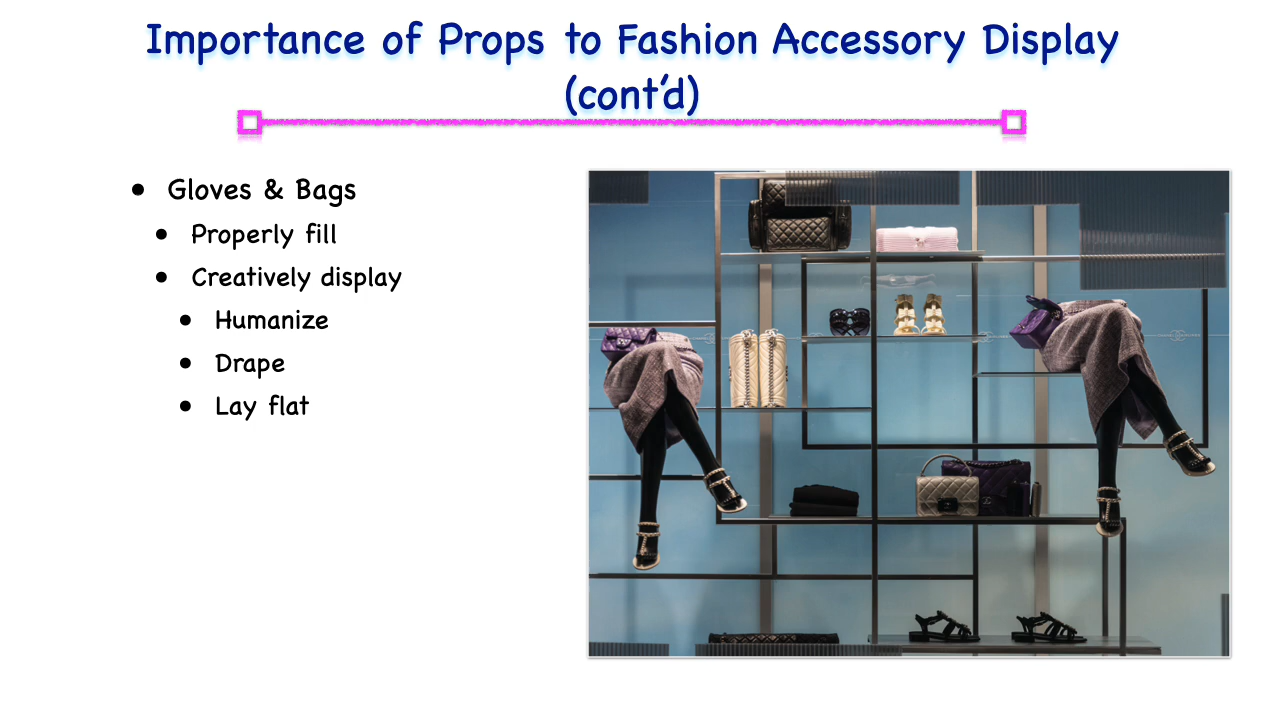 Importance of Props to Fashion Accessory Display
(cont'd)
• Gloves & Bags
• Properly fill
• Creatively display
• Humanize
• Drape
• Lay flat